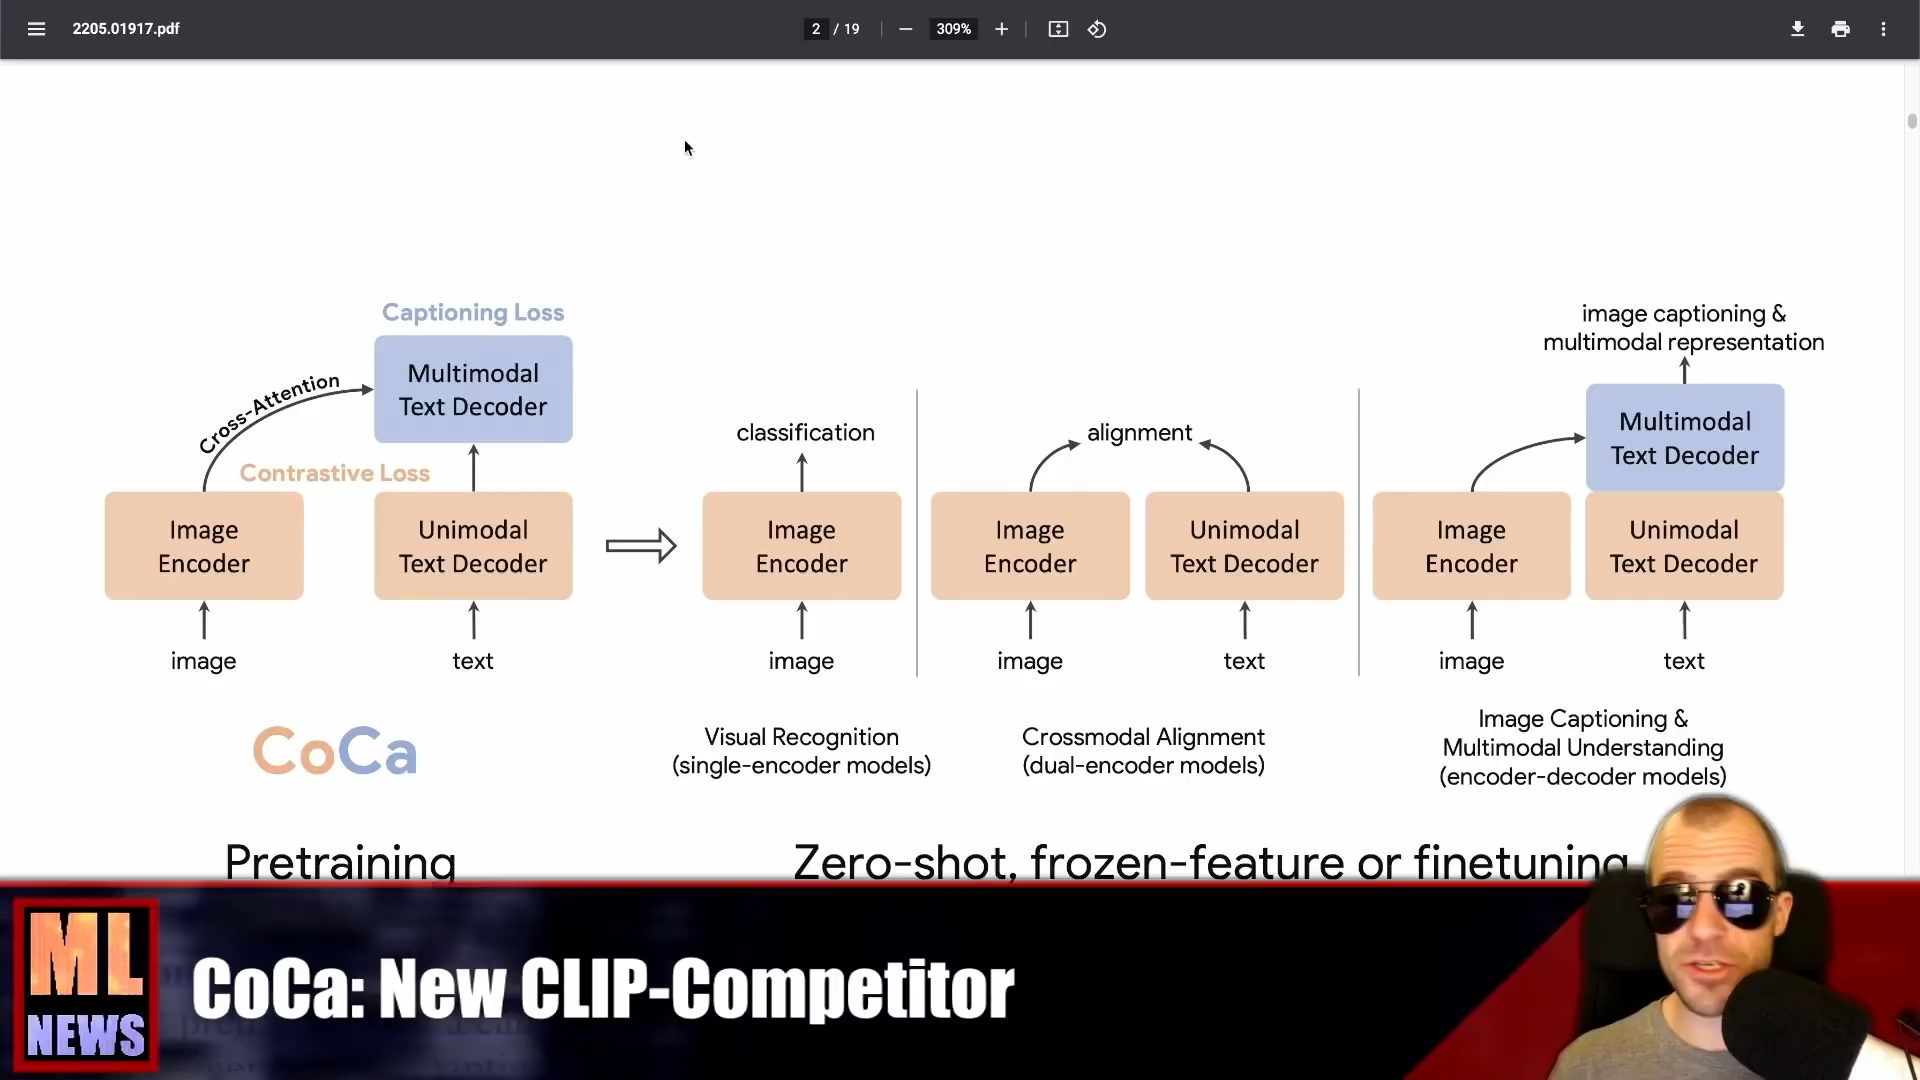 2205.01917.pdf
2 / 19
309%
Captioning Loss
Multimodal
Text Decoder
Cross-Attention
Contrastive Loss
Image
Encoder
Unimodal
Text Decoder
image
text
CoCa
classification
Image
Encoder
image
Visual Recognition
(single-encoder models)
alignment
Image
Encoder
Unimodal
Text Decoder
image
text
Crossmodal Alignment
(dual-encoder models)
image captioning &
multimodal representation
Multimodal
Text Decoder
Image
Encoder
Unimodal
Text Decoder
image
text
Image Captioning &
Multimodal Understanding
(encoder-decoder models)
Pretraining
Zero-shot, frozen-feature or finetuning
ML
NEWS
CoCa: New CLIP-Competitor